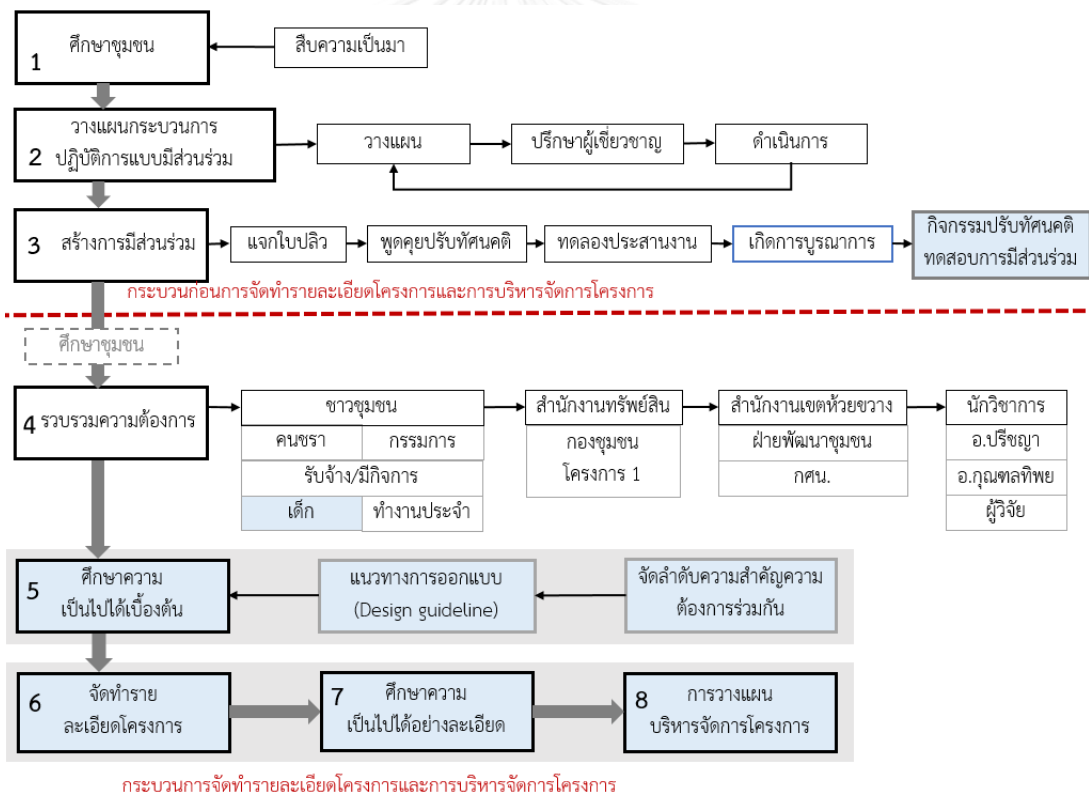 1
ศึกษาชุมชน
สืบความเป็นมา
2
วางแผนกระบวนการ
ปฏิบัติการแบบมีส่วนร่วม
วางแผน
ปรึกษาผู้เชี่ยวชาญ
ดำเนินการ
3
สร้างการมีส่วนร่วม
แจกใบปลิว
พูดคุยปรับทัศนคติ
ทดลองประสานงาน
เกิดการบูรณาการ
กิจกรรมปรับทัศนคติ
ทดสอบการมีส่วนร่วม
กระบวนก่อนการจัดทำรายละเอียดโครงการและการบริหารจัดการโครงการ
ศึกษาชุมชน
4 รวบรวมความต้องการ
ชาวชุมชน
คนชรา
กรรมการ
รับจ้าง/มีกิจการ
เด็ก
ทำงานประจำ
สำนักงานทรัพย์สิน
กองชุมชน
โครงการ 1
สำนักงานเขตห้วยขวาง
ฝ่ายพัฒนาชุมชน
กศน.
นักวิชาการ
อ.ปรีชญา
อ.กุณฑลทิพย
ผู้วิจัย
5
ศึกษาความ
เป็นไปได้เบื้องต้น
แนวทางการออกแบบ
(Design guideline)
จัดลำดับความสำคัญความ
ต้องการร่วมกัน
6
จัดทำราย
ละเอียดโครงการ
7
ศึกษาความ
เป็นไปได้อย่างละเอียด
8
การวางแผน
บริหารจัดการโครงการ
กระบวนการจัดทำรายละเอียดโครงการและการบริหารจัดการโครงการ